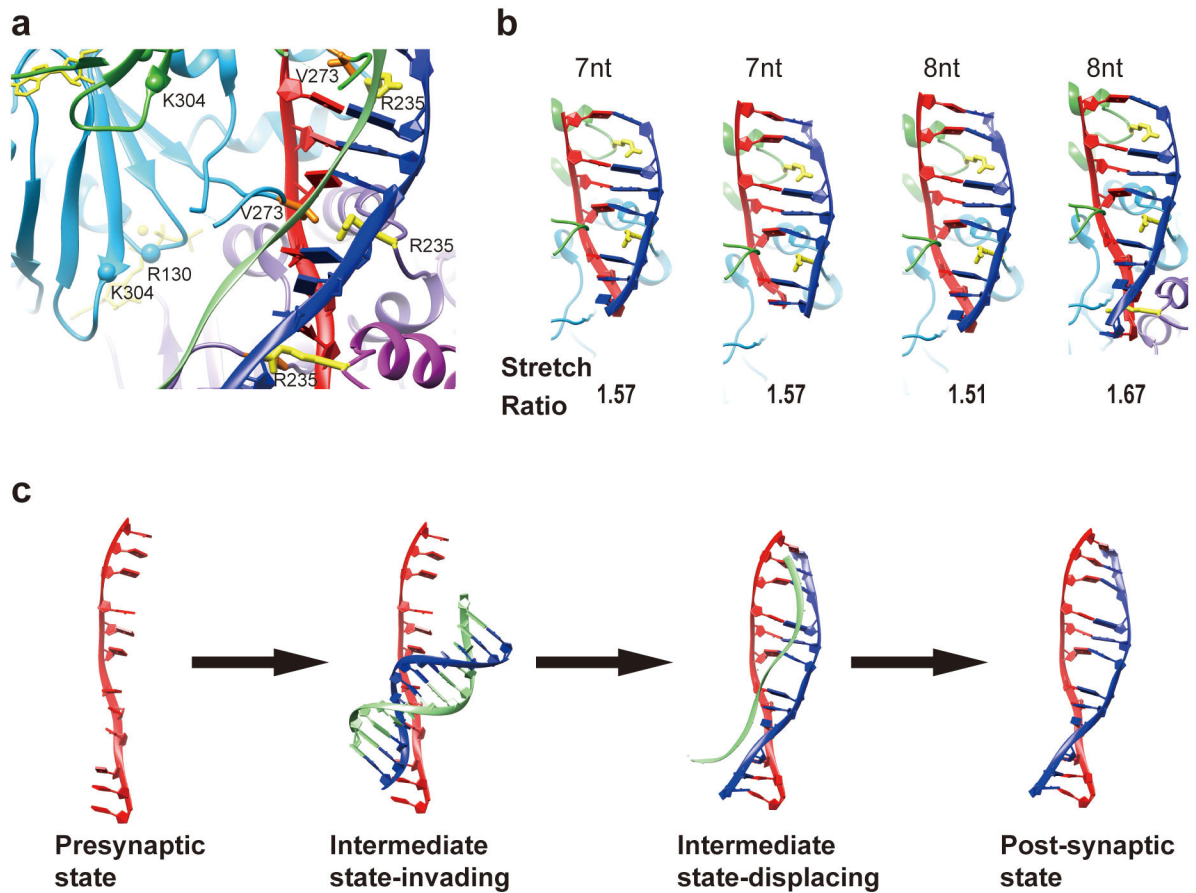 a
K304
V273
R235
V273
R235
R130
K304
R235
b
7nt 7nt 8nt 8nt
Stretch
Ratio 1.57 1.57 1.51 1.67
c
Presynaptic
state
Intermediate
state-invading
Intermediate
state-displacing
Post-synaptic
state